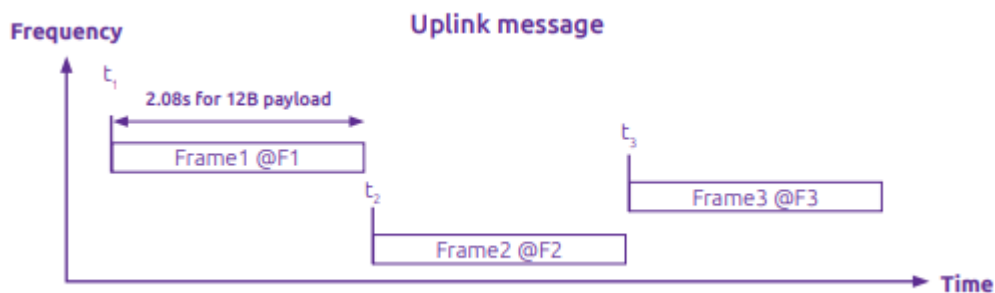 Uplink message
Frequency
t₁
2.08s for 12B payload
Frame1 @F1
t₂
Frame2 @F2
t₃
Frame3 @F3
Time